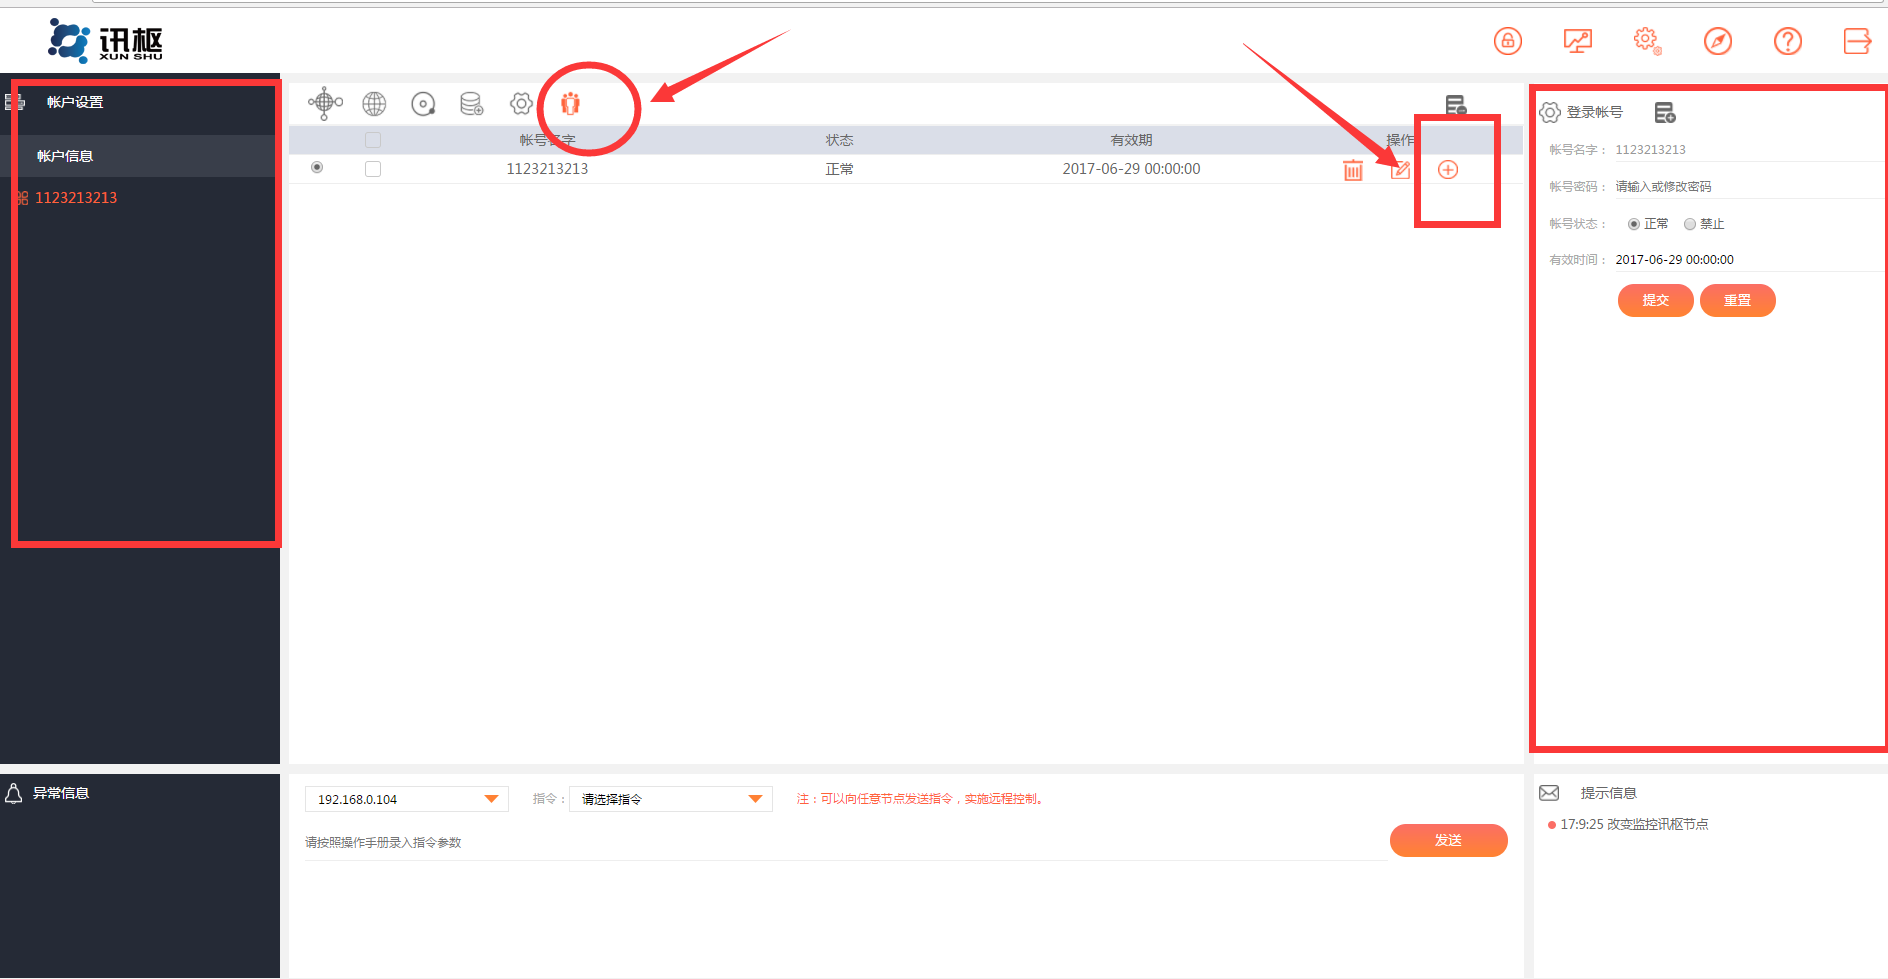 讯枢
XUN SHU
帐户设置
帐户信息
1123213213
帐号名字 状态 有效期 操作
1123213213 正常 2017-06-29 00:00:00
登录帐号
帐号名字： 1123213213
帐号密码： 请输入或修改密码
帐号状态： 正常 禁止
有效时间： 2017-06-29 00:00:00
提交 重置
异常信息
192.168.0.104 指令： 请选择指令 注：可以向任意节点发送指令，实施远程控制。
请按照操作手册录入指令参数
发送
提示信息
17:9:25 改变监控讯枢节点